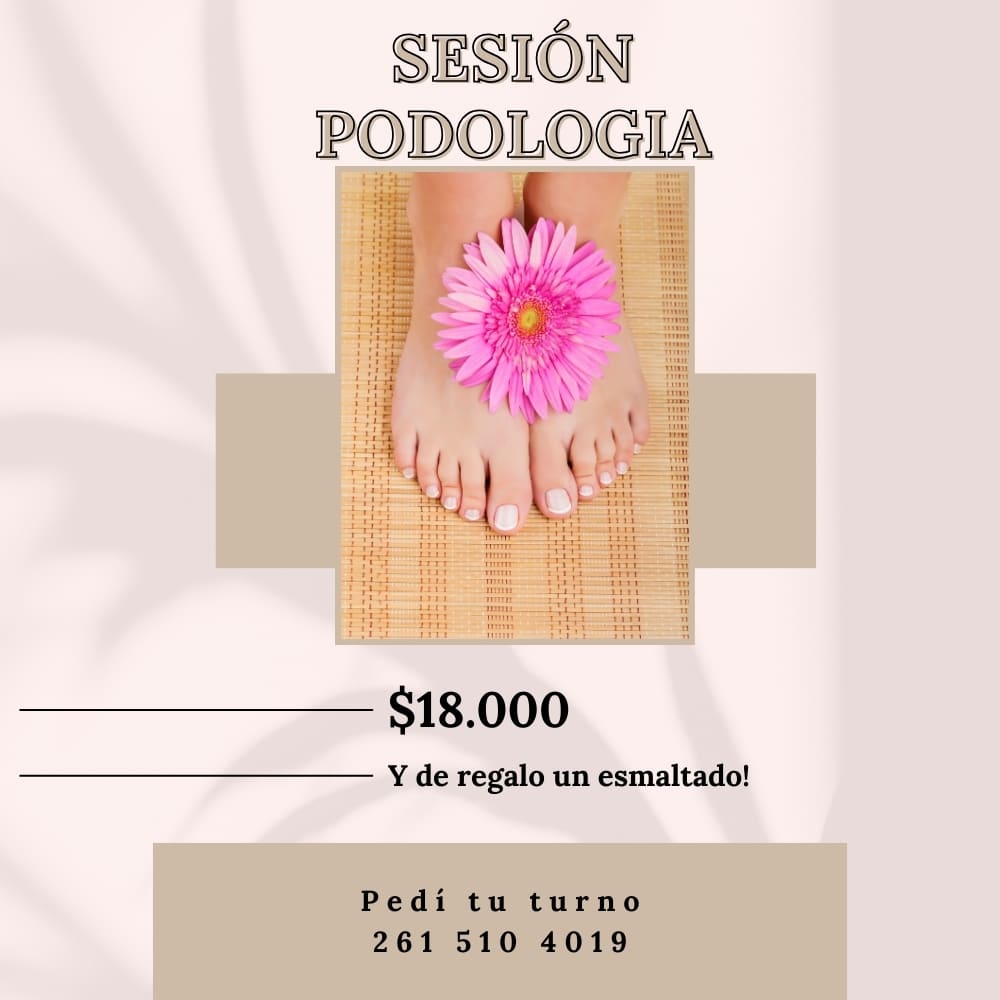 SESIÓN
PODOLOGIA
$18.000
Y de regalo un esmaltado!
Pedí tu turno
261 510 4019